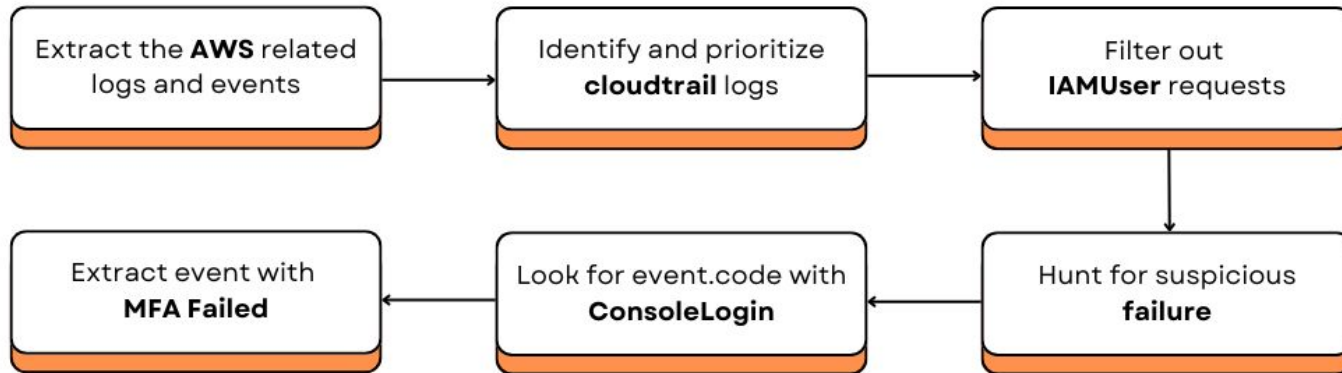 Extract the AWS related
logs and events
Identify and prioritize
cloudtrail logs
Filter out
IAMUser requests
Hunt for suspicious
failure
Look for event.code with
ConsoleLogin
Extract event with
MFA Failed